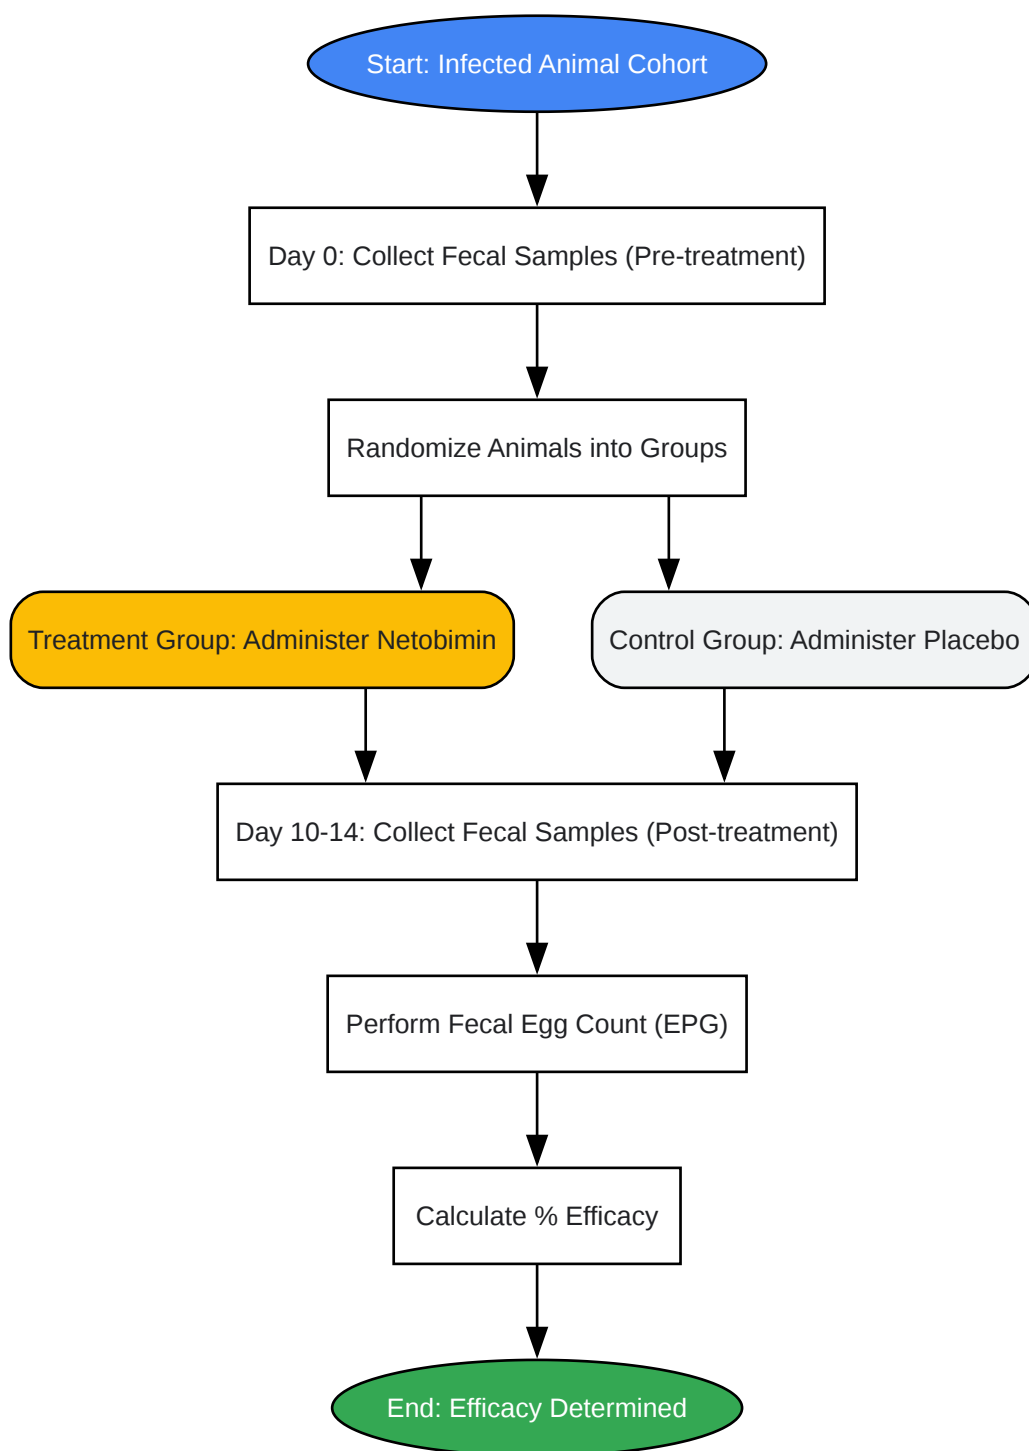 Start: Infected Animal Cohort
Day 0: Collect Fecal Samples (Pre-treatment)
Randomize Animals into Groups
Treatment Group: Administer Netobimin
Control Group: Administer Placebo
Day 10-14: Collect Fecal Samples (Post-treatment)
Perform Fecal Egg Count (EPG)
Calculate % Efficacy
End: Efficacy Determined